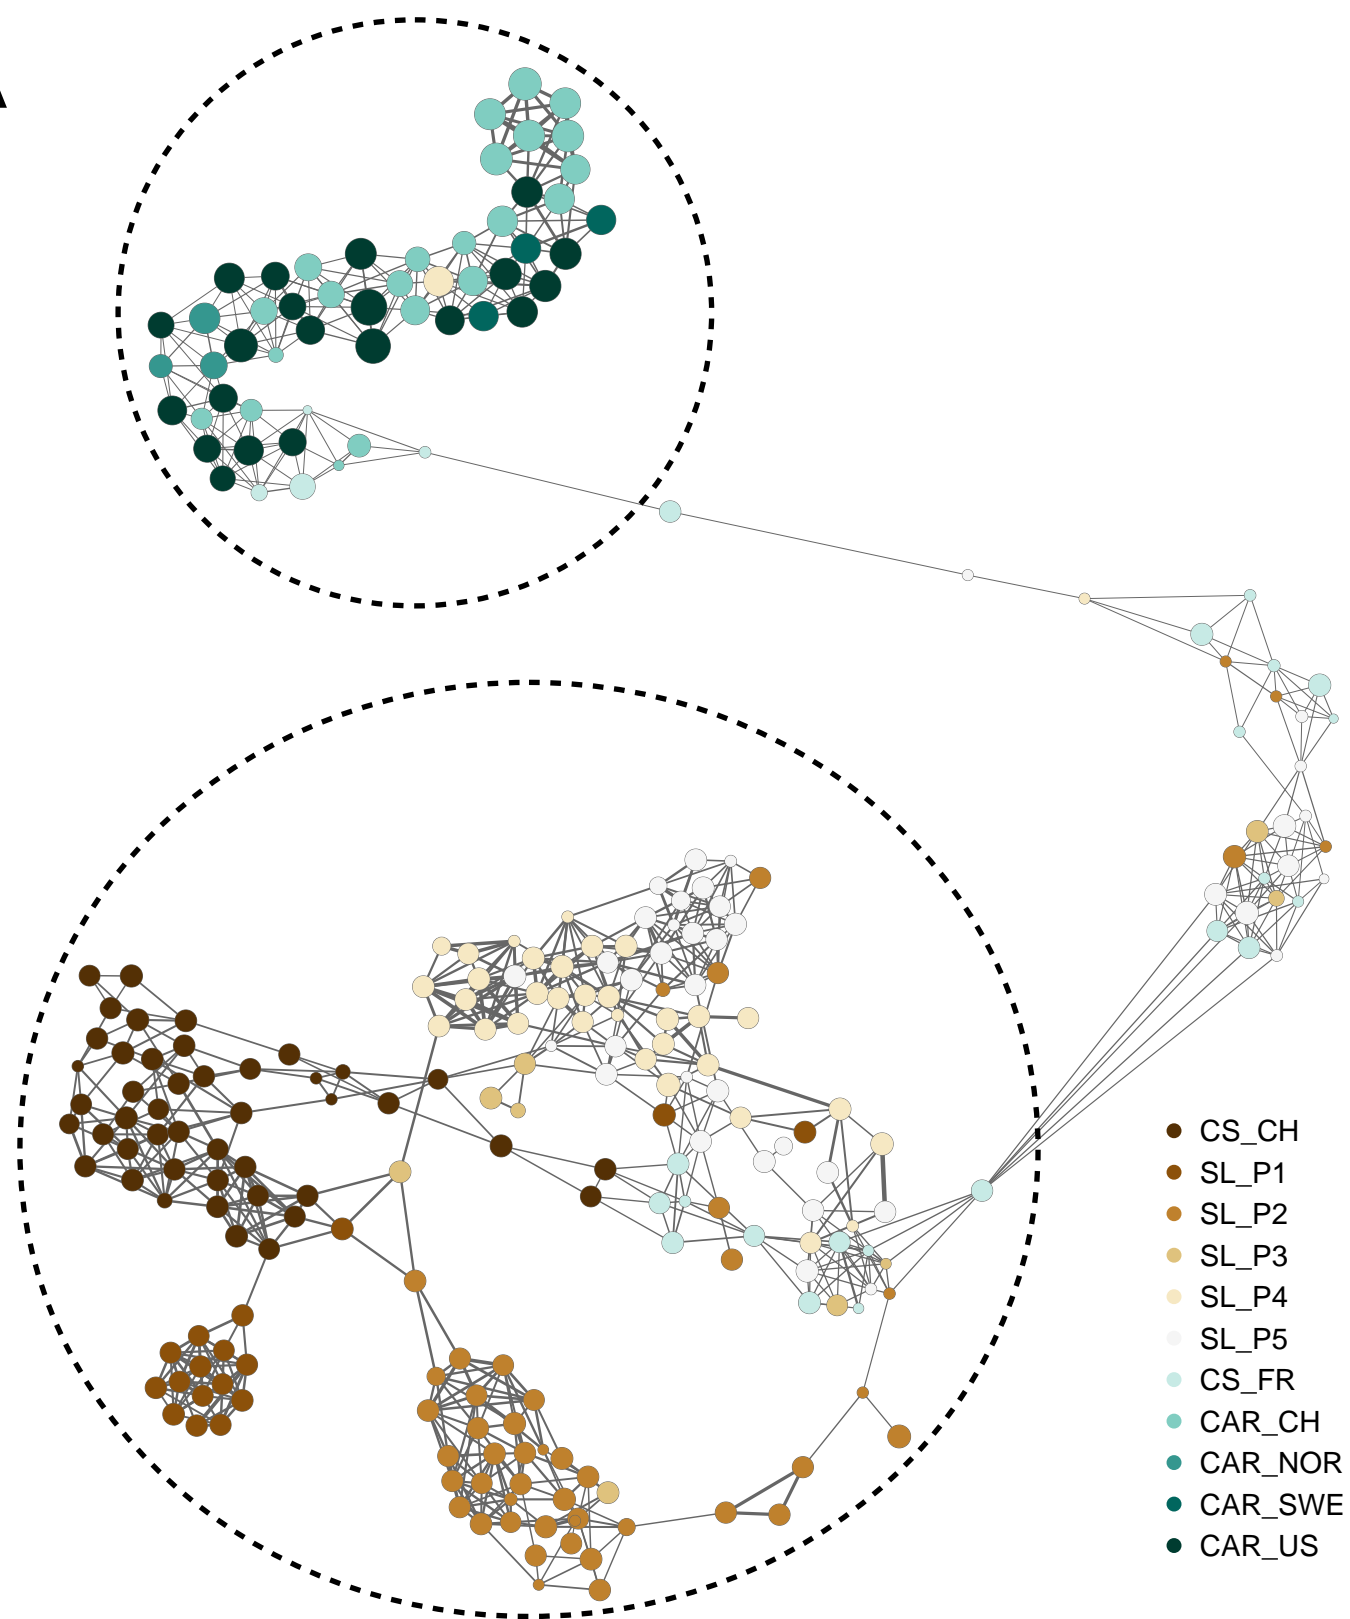 A
CS_CH
SL_P1
SL_P2
SL_P3
SL_P4
SL_P5
CS_FR
CAR_CH
CAR_NOR
CAR_SWE
CAR_US